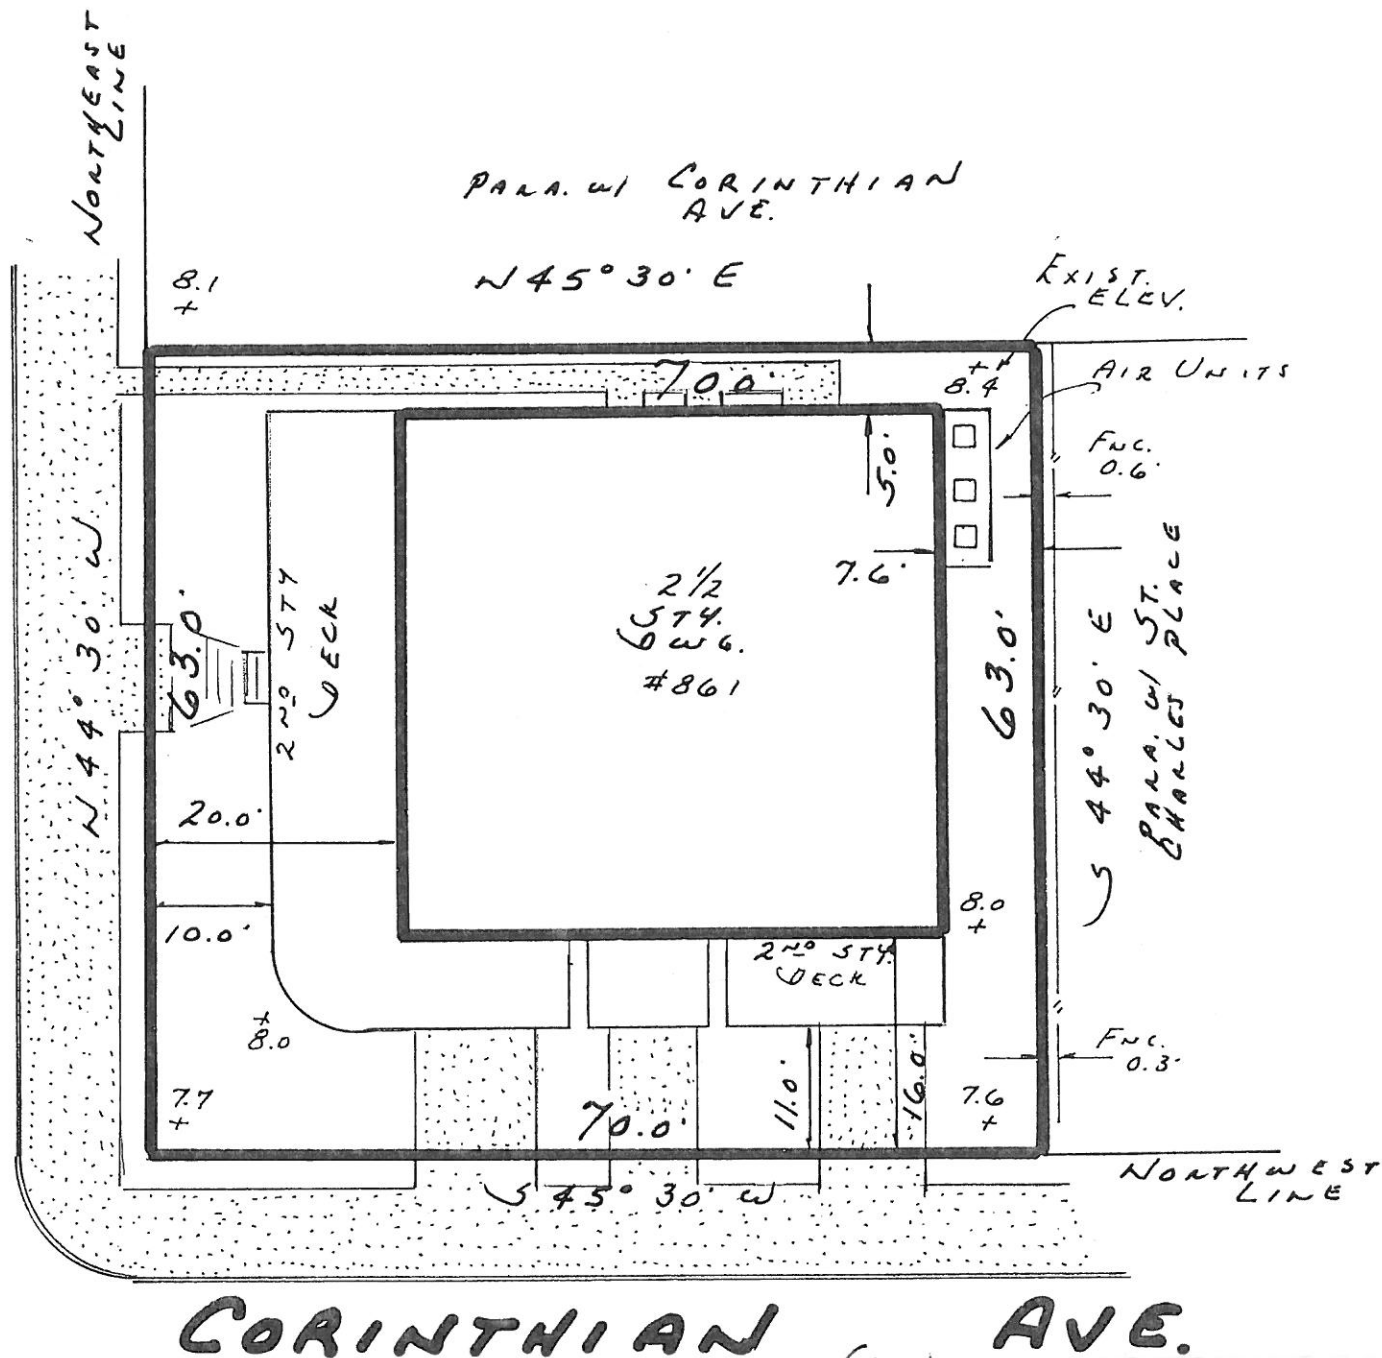 NORTHEAST
LINE
PARA. W/ CORINTHIAN
AVE.
N 45° 30' E
8.1
EXIST.
ELEV.
70.0'
8.4
AIR UNITS
FNC.
0.6'
5.0'
7.6'
N 44° 30' W
63.0'
2ND STY
DECK
2 1/2
STY.
DWG.
#861
63.0'
S 44° 30' E
PARA. W/ ST.
CHARLES PLACE
20.0'
10.0'
8.0
2ND STY.
DECK
8.0
FNC.
0.3'
7.7
70.0'
11.0'
16.0'
7.6
S 45° 30' W
NORTHWEST
LINE
CORINTHIAN AVE.